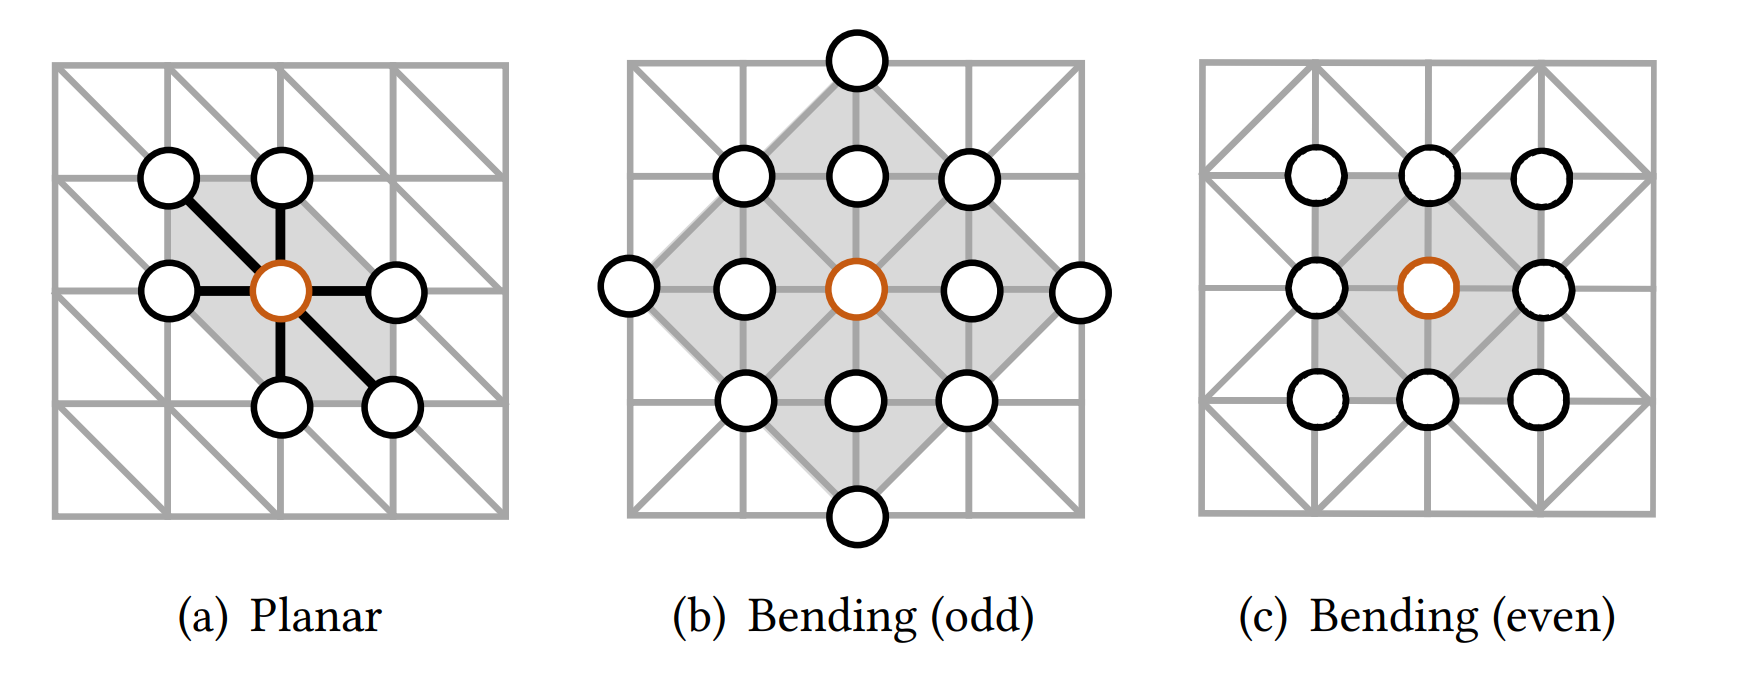 (a) Planar
(b) Bending (odd)
(c) Bending (even)